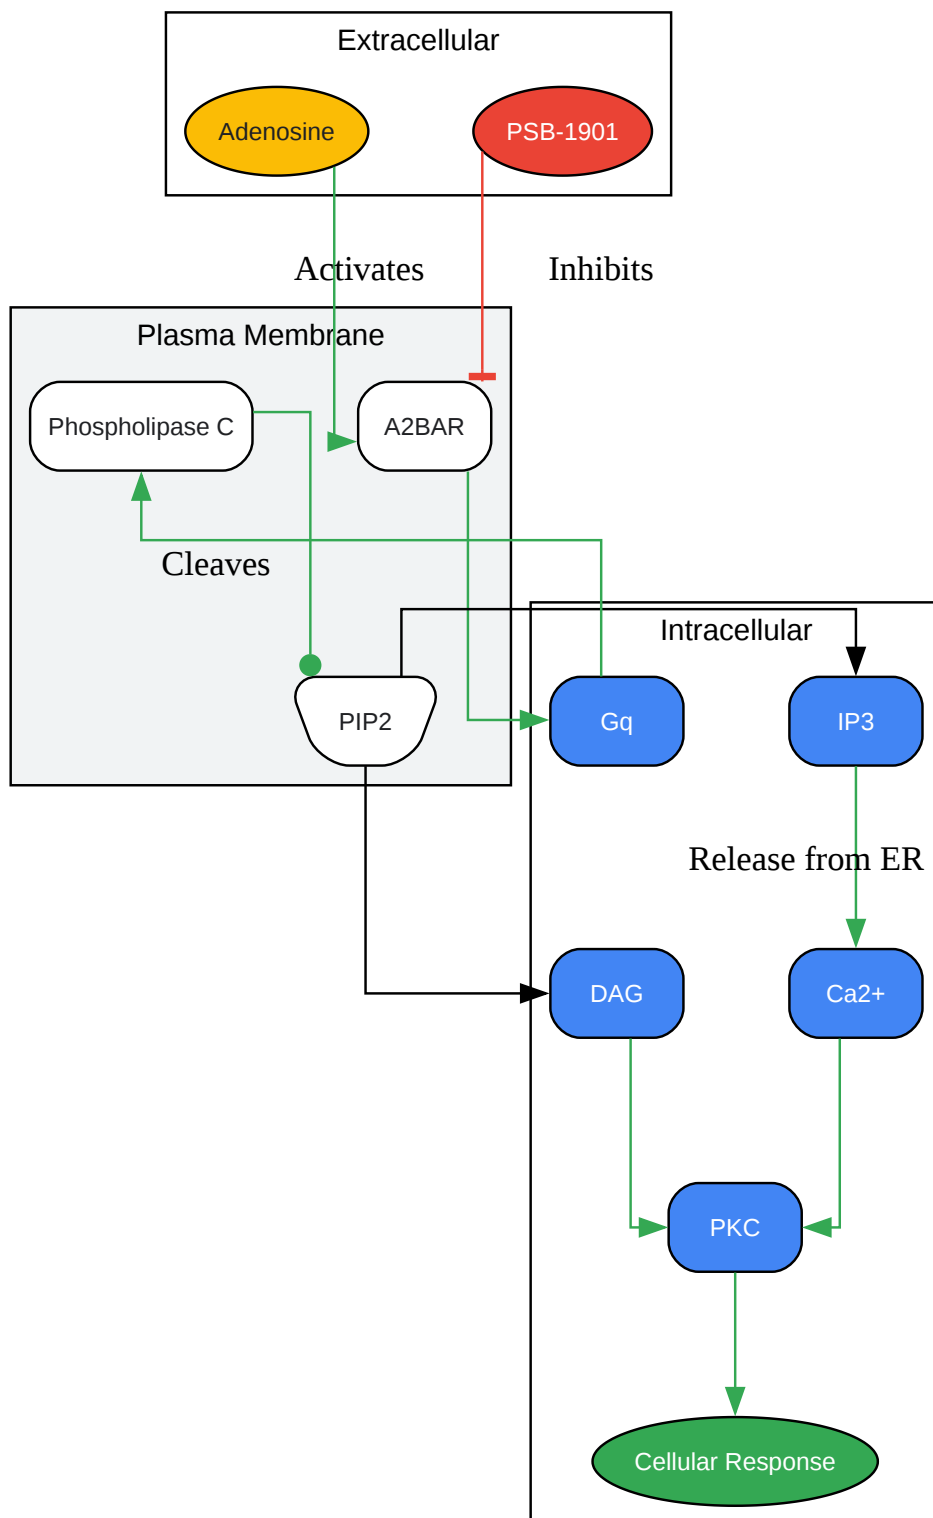 Extracellular
Adenosine
PSB-1901
Activates
Inhibits
Plasma Membrane
Phospholipase C
A2BAR
Cleaves
Intracellular
PIP2
Gq
IP3
Release from ER
DAG
Ca2+
PKC
Cellular Response